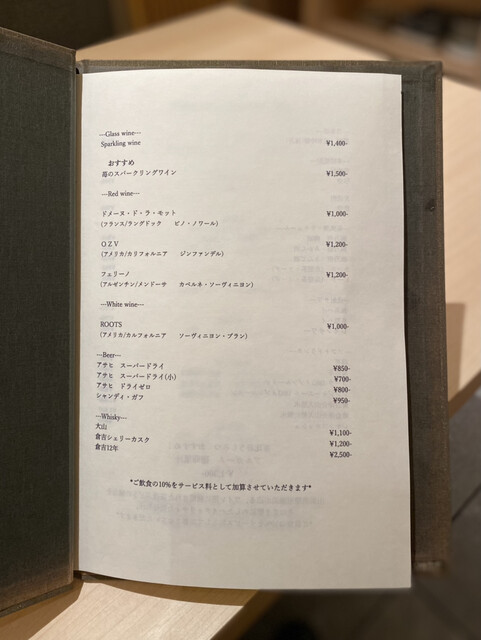 ---Glass wine---
Sparkling wine ¥1,400-
おすすめ
苺のスパークリングワイン ¥1,500-
---Red wine---
ドメーヌ・ド・ラ・モット ¥1,000-
(フランス/ラングドック ピノ・ノワール)
OZV ¥1,200-
(アメリカ/カリフォルニア ジンファンデル)
フェリーノ ¥1,200-
(アルゼンチン/メンドーサ カベルネ・ソーヴィニヨン)
---White wine---
ROOTS ¥1,000-
(アメリカ/カルフォルニア ソーヴィニヨン・ブラン)
---Beer---
アサヒ スーパードライ ¥850-
アサヒ スーパードライ(小) ¥700-
アサヒ ドライゼロ ¥800-
シャンディ・ガフ ¥950-
---Whisky---
大山 ¥1,100-
倉吉シェリーカスク ¥1,200-
倉吉12年 ¥2,500-
*ご飲食の10%をサービス料として加算させていただきます*